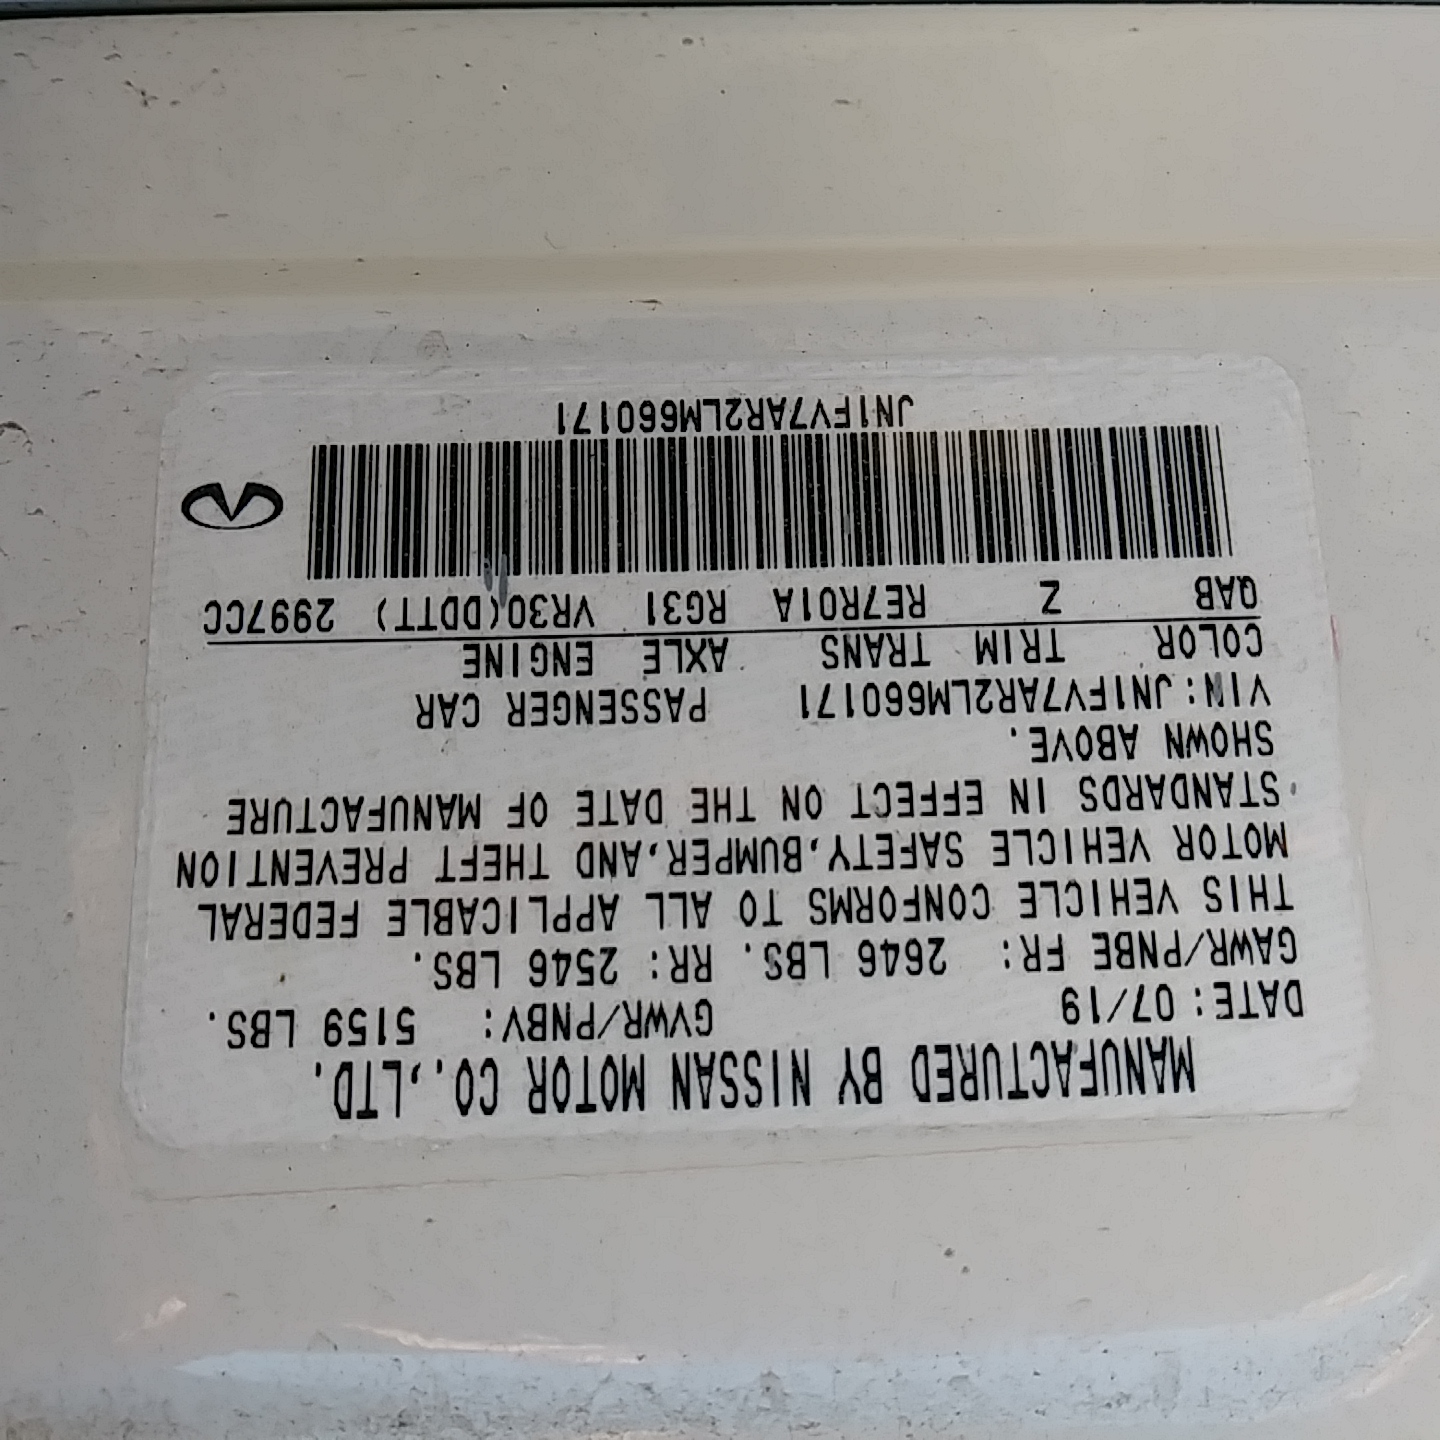 MANUFACTURED BY NISSAN MOTOR CO.,LTD.
DATE: 07/19 GVWR/PNBV: 5159 LBS.
GAWR/PNBE FR: 2646 LBS. RR: 2546 LBS.
THIS VEHICLE CONFORMS TO ALL APPLICABLE FEDERAL
MOTOR VEHICLE SAFETY,BUMPER,AND THEFT PREVENTION
STANDARDS IN EFFECT ON THE DATE OF MANUFACTURE
SHOWN ABOVE.
VIN:JN1FV7AR2LM660171 PASSENGER CAR
COLOR TRIM TRANS AXLE ENGINE
QAB Z RE7R01A RG31 VR30(DDTT) 2997CC
JN1FV7AR2LM660171